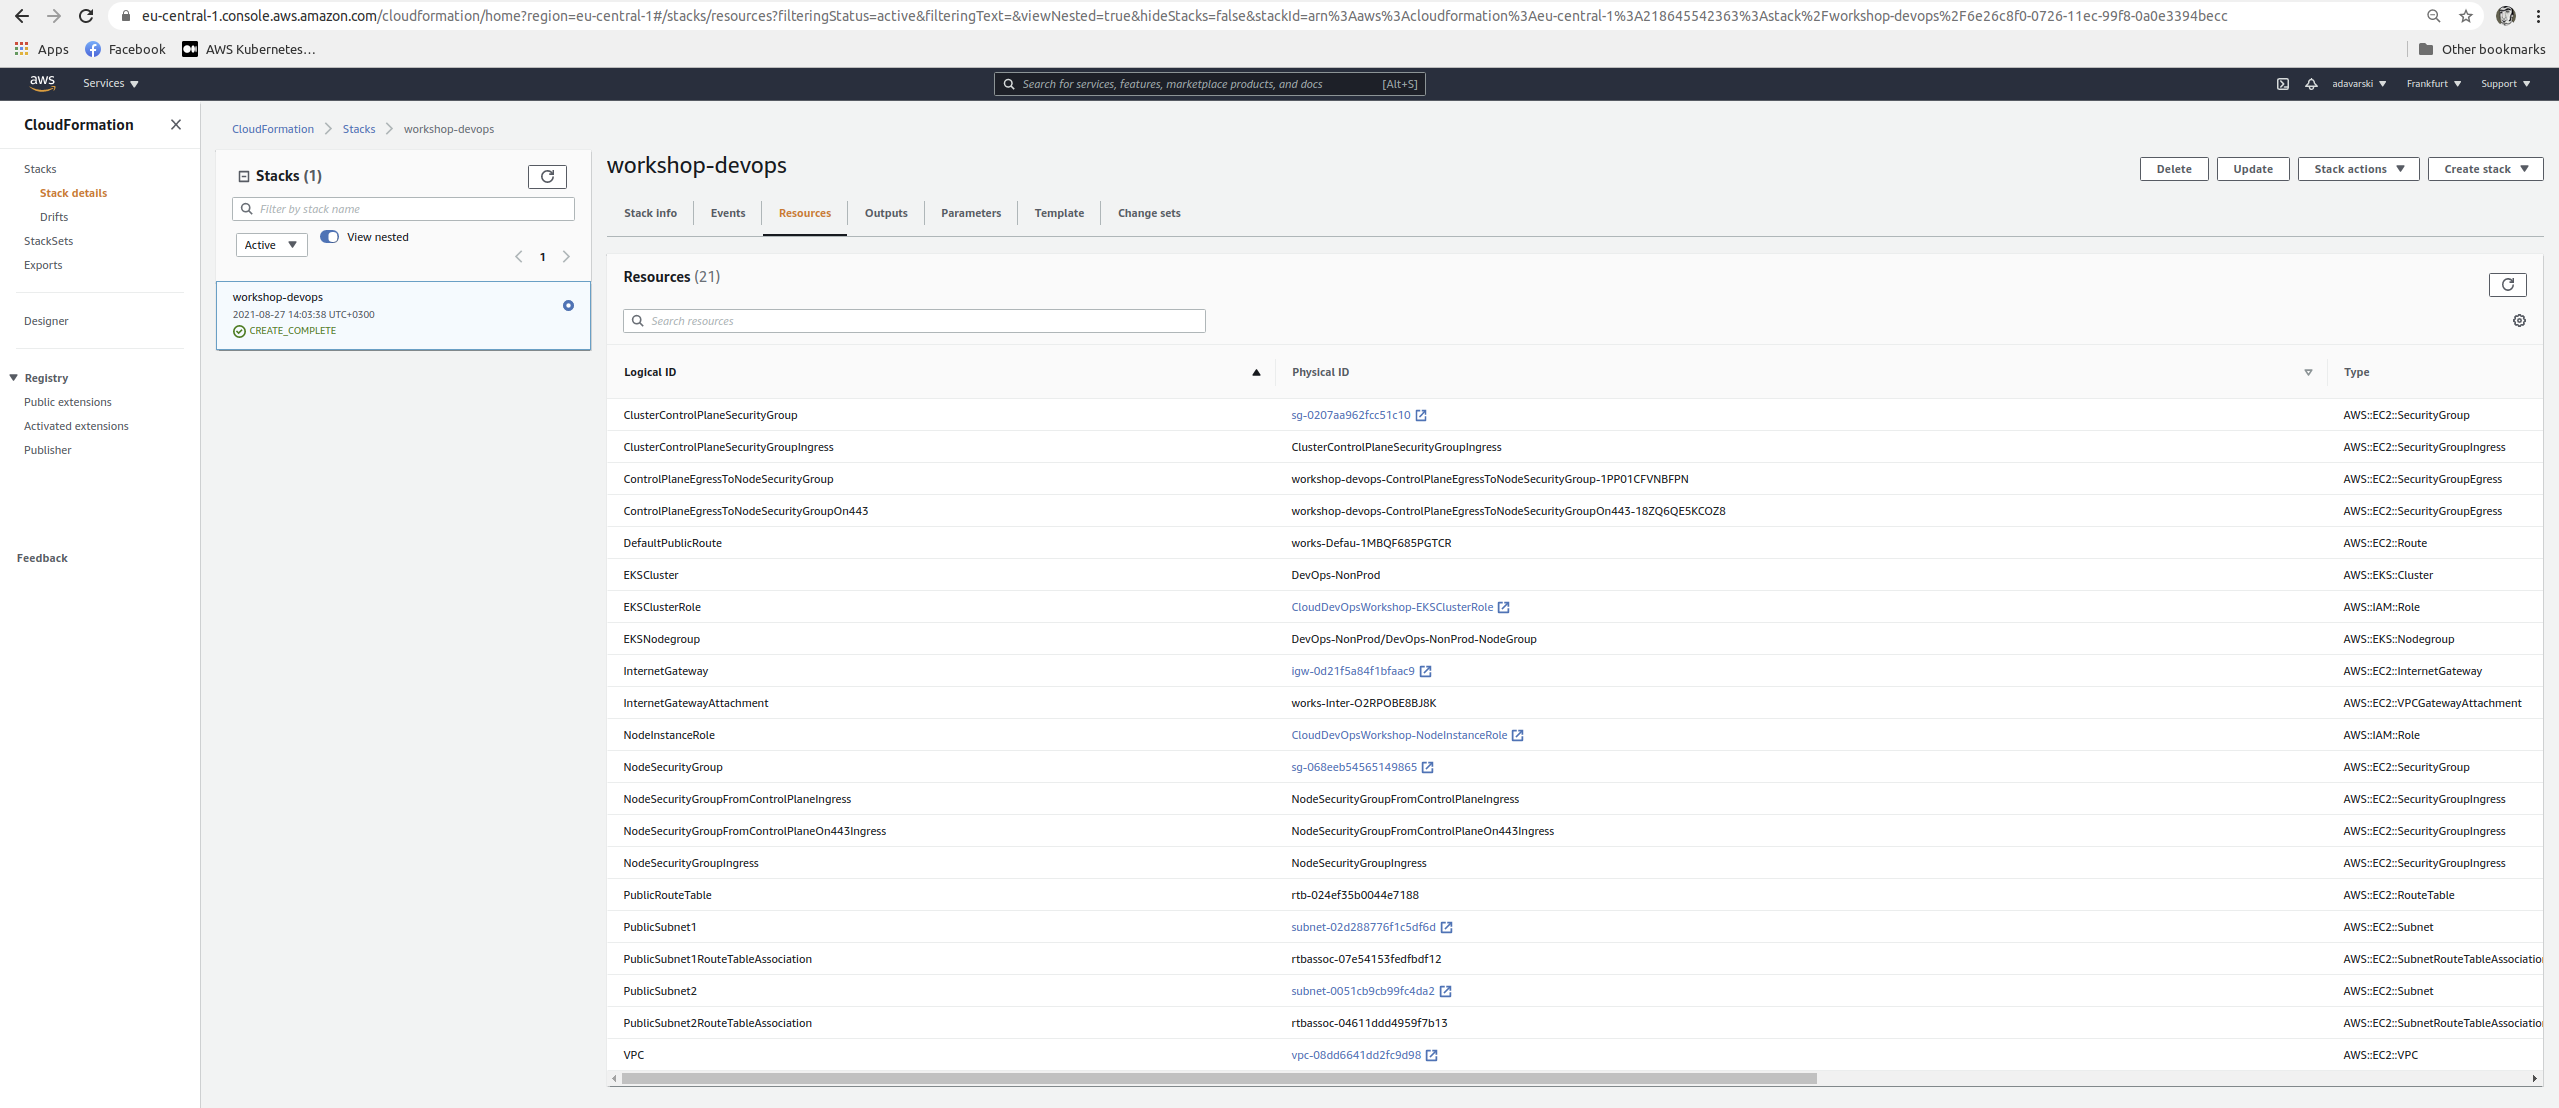 eu-central-1.console.aws.amazon.com/cloudformation/home?region=eu-central-1#/stacks/resources?filteringStatus=active&filteringText=&viewNested=true&hideStacks=false&stackId=arn%3Aaws%3Acloudformation%3Aeu-central-1%3A218645542363%3Astack%2Fworkshop-devops%2F6e26c8f0-0726-11ec-99f8-0a0e3394becc
Apps Facebook AWS Kubernetes… Other bookmarks
aws Services Search for services, features, marketplace products, and docs [Alt+S] adavarski Frankfurt Support
CloudFormation
Stacks
Stack details
Drifts
StackSets
Exports
Designer
Registry
Public extensions
Activated extensions
Publisher
Feedback
CloudFormation Stacks workshop-devops
Stacks (1)
Filter by stack name
Active View nested
1
workshop-devops
2021-08-27 14:03:38 UTC+0300
CREATE_COMPLETE
workshop-devops
Delete Update Stack actions Create stack
Stack info Events Resources Outputs Parameters Template Change sets
Resources (21)
Search resources
Logical ID Physical ID Type
ClusterControlPlaneSecurityGroup sg-0207aa962fcc51c10 AWS::EC2::SecurityGroup
ClusterControlPlaneSecurityGroupIngress ClusterControlPlaneSecurityGroupIngress AWS::EC2::SecurityGroupIngress
ControlPlaneEgressToNodeSecurityGroup workshop-devops-ControlPlaneEgressToNodeSecurityGroup-1PP01CFVNBFPN AWS::EC2::SecurityGroupEgress
ControlPlaneEgressToNodeSecurityGroupOn443 workshop-devops-ControlPlaneEgressToNodeSecurityGroupOn443-18ZQ6QE5KCOZ8 AWS::EC2::SecurityGroupEgress
DefaultPublicRoute works-Defau-1MBQF685PGTCR AWS::EC2::Route
EKSCluster DevOps-NonProd AWS::EKS::Cluster
EKSClusterRole CloudDevOpsWorkshop-EKSClusterRole AWS::IAM::Role
EKSNodegroup DevOps-NonProd/DevOps-NonProd-NodeGroup AWS::EKS::Nodegroup
InternetGateway igw-0d21f5a84f1bfaac9 AWS::EC2::InternetGateway
InternetGatewayAttachment works-Inter-O2RPOBE8BJ8K AWS::EC2::VPCGatewayAttachment
NodeInstanceRole CloudDevOpsWorkshop-NodeInstanceRole AWS::IAM::Role
NodeSecurityGroup sg-068eeb54565149865 AWS::EC2::SecurityGroup
NodeSecurityGroupFromControlPlaneIngress NodeSecurityGroupFromControlPlaneIngress AWS::EC2::SecurityGroupIngress
NodeSecurityGroupFromControlPlaneOn443Ingress NodeSecurityGroupFromControlPlaneOn443Ingress AWS::EC2::SecurityGroupIngress
NodeSecurityGroupIngress NodeSecurityGroupIngress AWS::EC2::SecurityGroupIngress
PublicRouteTable rtb-024ef35b0044e7188 AWS::EC2::RouteTable
PublicSubnet1 subnet-02d288776f1c5df6d AWS::EC2::Subnet
PublicSubnet1RouteTableAssociation rtbassoc-07e54153fedfbdf12 AWS::EC2::SubnetRouteTableAssociatio
PublicSubnet2 subnet-0051cb9cb99fc4da2 AWS::EC2::Subnet
PublicSubnet2RouteTableAssociation rtbassoc-04611ddd4959f7b13 AWS::EC2::SubnetRouteTableAssociatio
VPC vpc-08dd6641dd2fc9d98 AWS::EC2::VPC